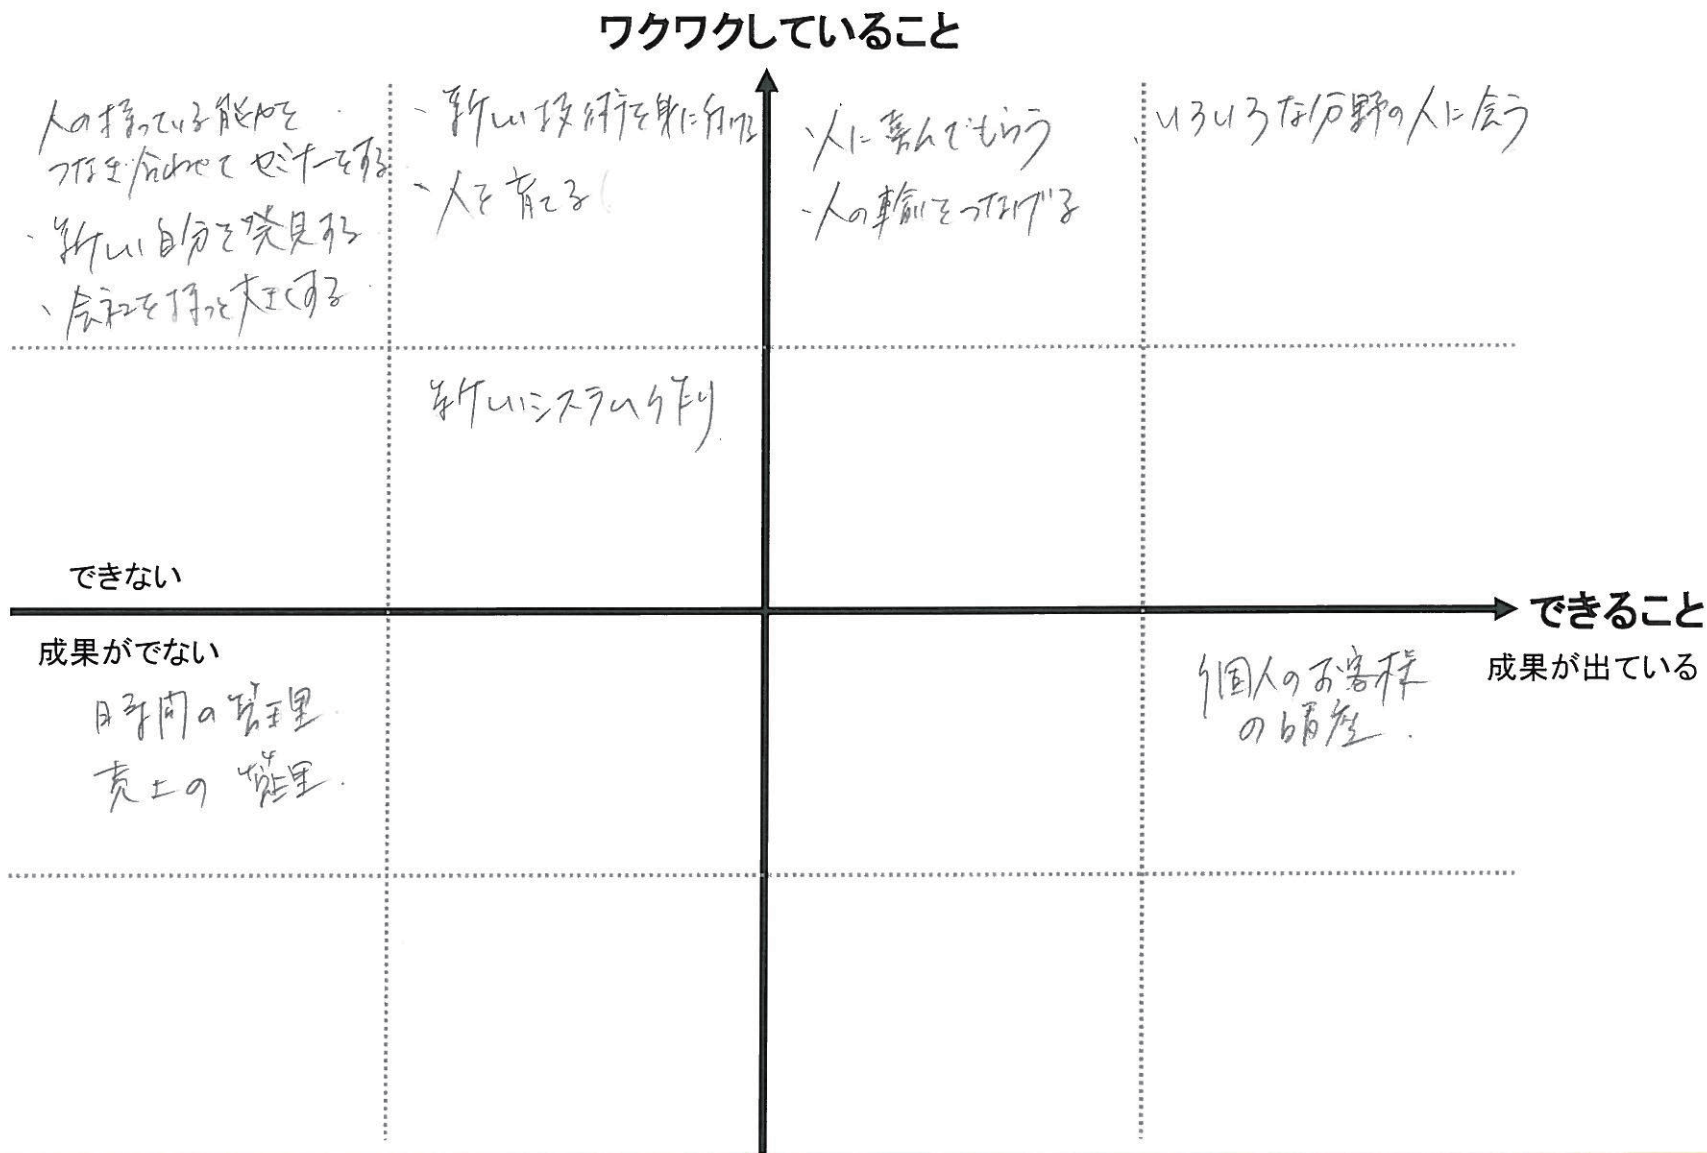 ワクワクしていること
人の持っている能力を
つなぎ合わせてセミナーをする
・新しい自分を発見する
・会社を持っと大きくする
・新しい技術を身に付ける
・人を育てる
・人に喜んでもらう
・人の輪をつなげる
・いろいろな分野の人に会う
新しいシステム作り
できない
できること
成果がでない
成果が出ている
時間の管理
売上の管理
個人のお客様
の